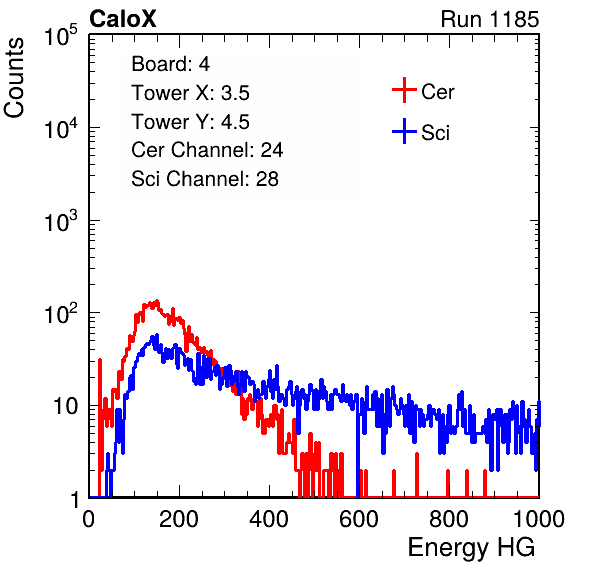 CaloX Run 1185
Counts
Board: 4
Tower X: 3.5
Tower Y: 4.5
Cer Channel: 24
Sci Channel: 28
Cer
Sci
10^5
10^4
10^3
10^2
10
1
0 200 400 600 800 1000
Energy HG